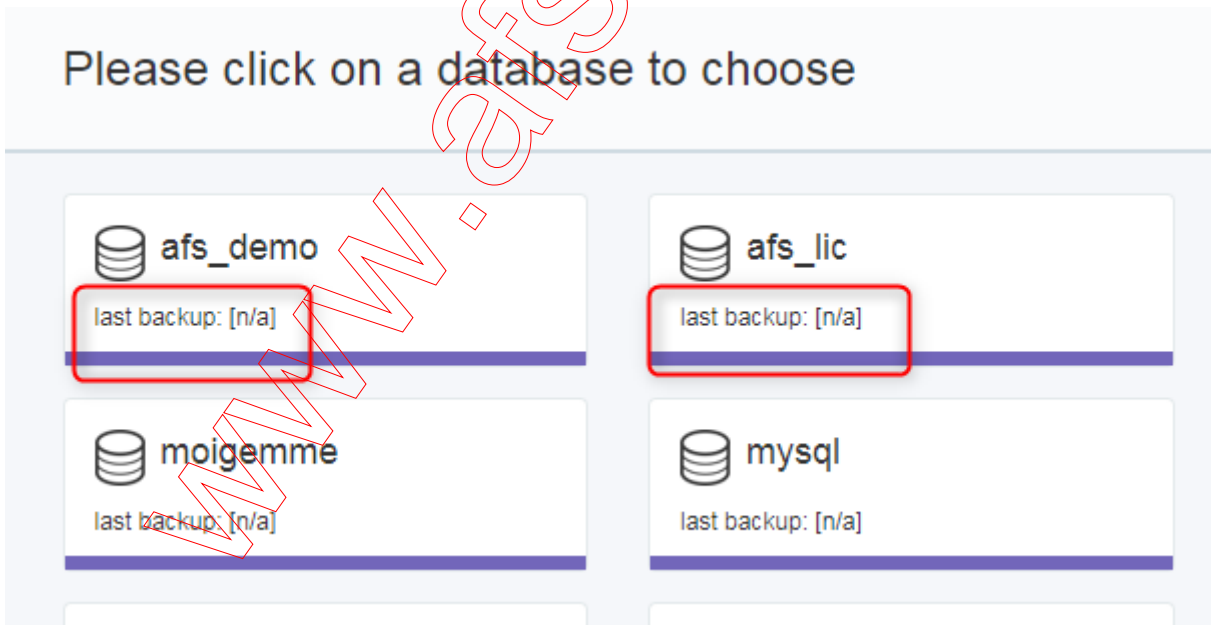 Please click on a database to choose
afs_demo
last backup: [n/a]
afs_lic
last backup: [n/a]
moigemme
last backup: [n/a]
mysql
last backup: [n/a]
www.afs